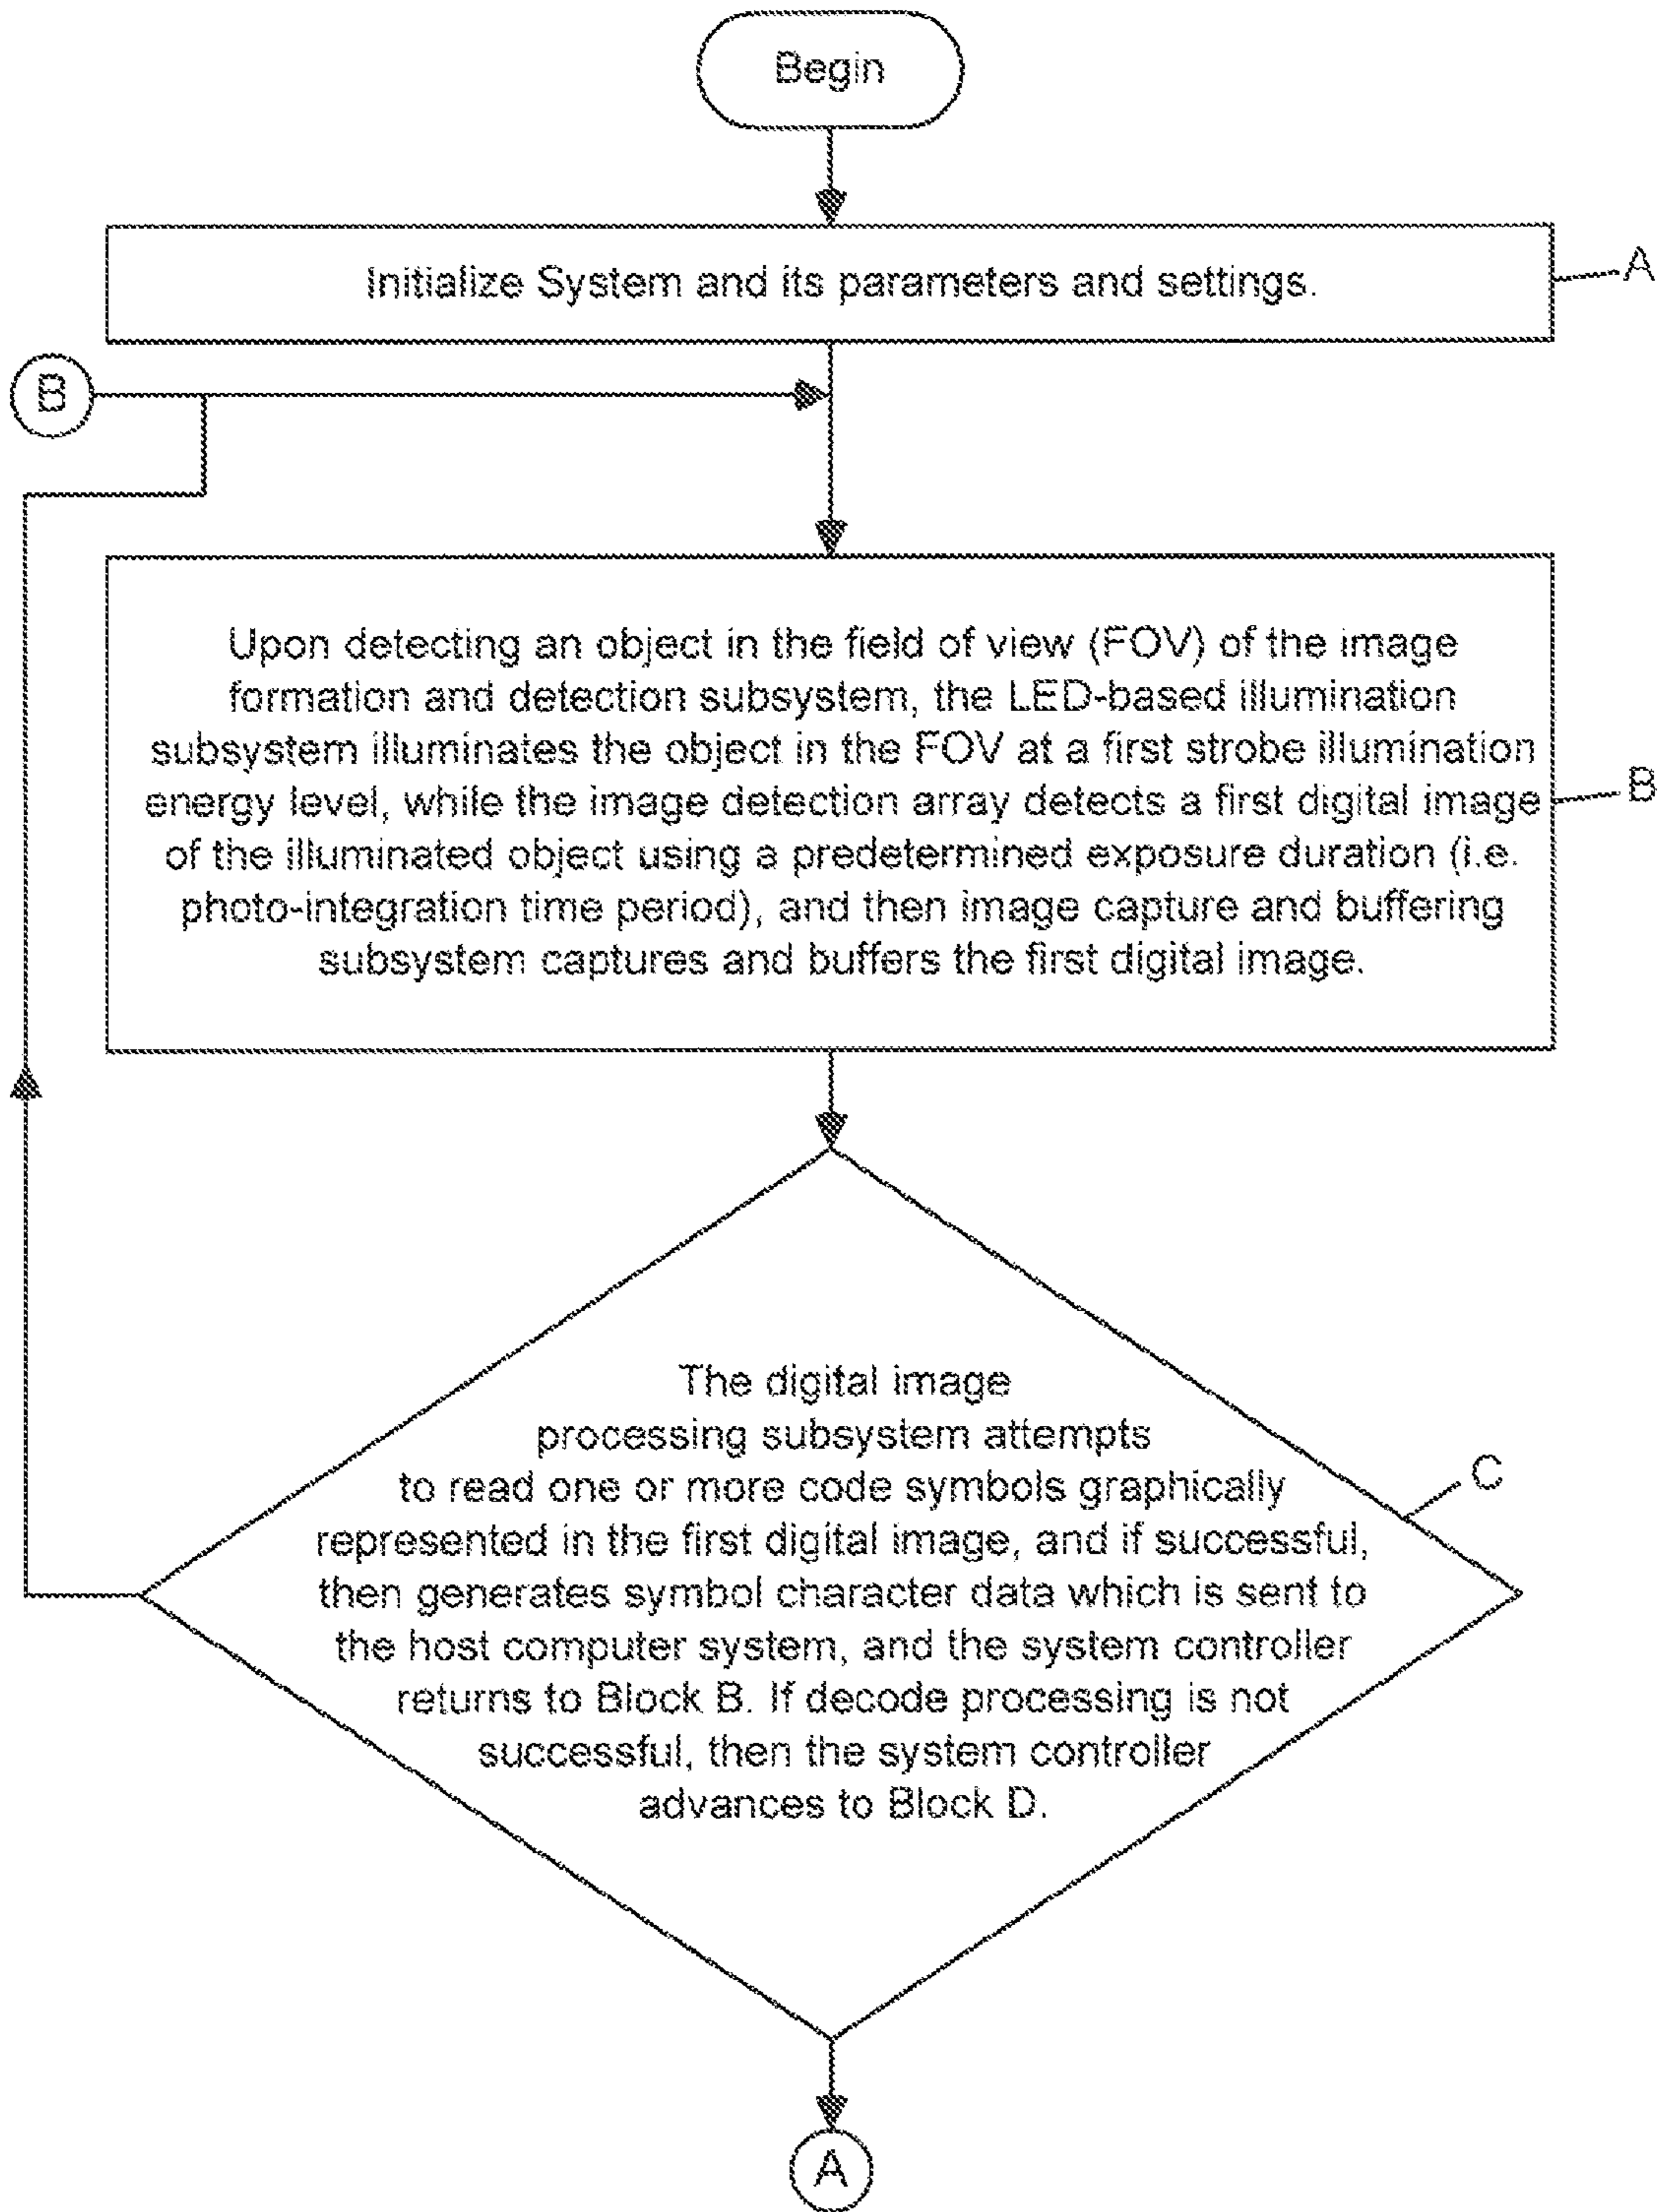 Begin
Initialize System and its parameters and settings.
A
B
Upon detecting an object in the field of view (FOV) of the image
formation and detection subsystem, the LED-based illumination
subsystem illuminates the object in the FOV at a first strobe illumination
energy level, while the image detection array detects a first digital image
of the illuminated object using a predetermined exposure duration (i.e.
photo-integration time period), and then image capture and buffering
subsystem captures and buffers the first digital image.
B
The digital image
processing subsystem attempts
to read one or more code symbols graphically
represented in the first digital image, and if successful,
then generates symbol character data which is sent to
the host computer system, and the system controller
returns to Block B. If decode processing is not
successful, then the system controller
advances to Block D.
C
A